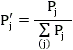 P′j = Pj / Σ(j) Pj